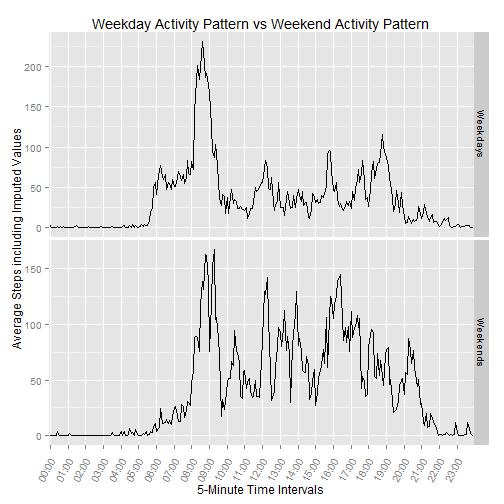 Weekday Activity Pattern vs Weekend Activity Pattern
Average Steps including Imputed Values
200
150
100
50
0
Weekdays
150
100
50
0
Weekends
00:00 01:00 02:00 03:00 04:00 05:00 06:00 07:00 08:00 09:00 10:00 11:00 12:00 13:00 14:00 15:00 16:00 17:00 18:00 19:00 20:00 21:00 22:00 23:00
5-Minute Time Intervals